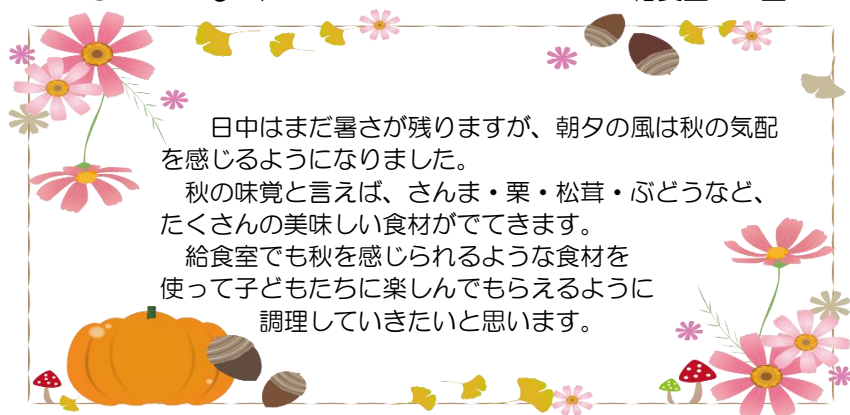 日中はまだ暑さが残りますが、朝夕の風は秋の気配
を感じるようになりました。
秋の味覚と言えば、さんま・栗・松茸・ぶどうなど、
たくさんの美味しい食材がでてきます。
給食室でも秋を感じられるような食材を
使って子どもたちに楽しんでもらえるように
調理していきたいと思います。